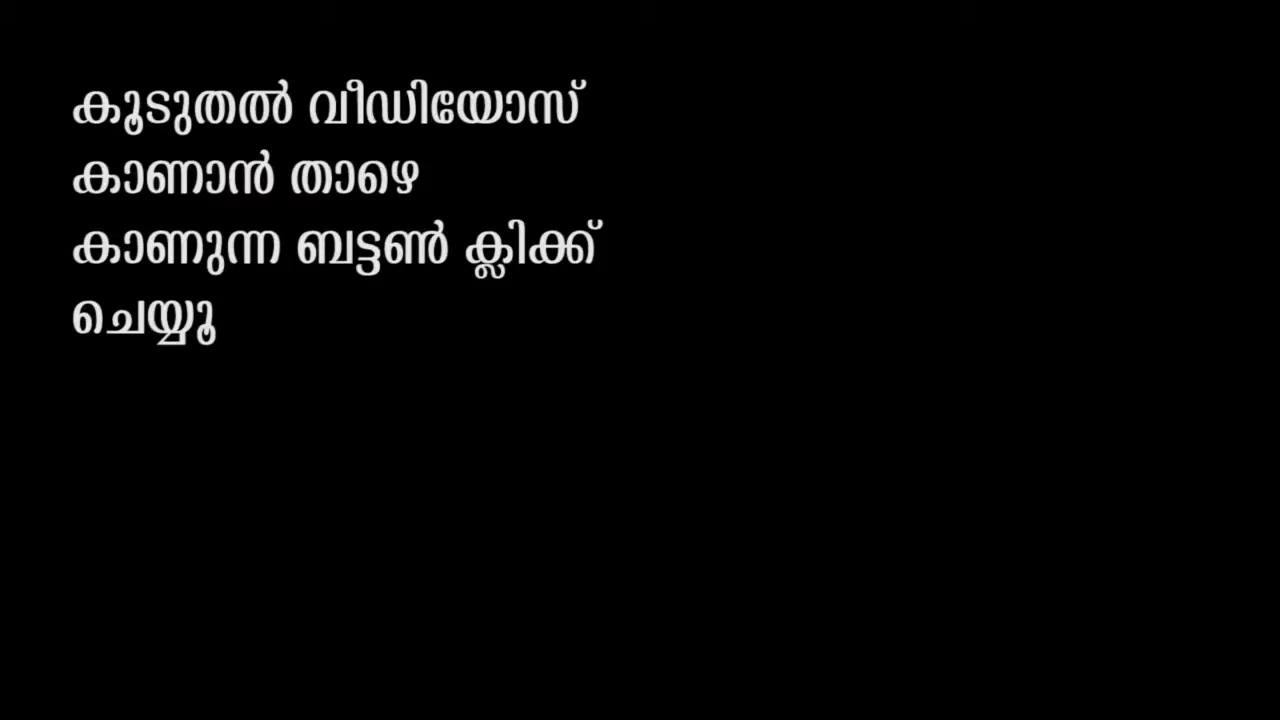 കൂടുതൽ വീഡിയോസ്
കാണാൻ താഴെ
കാണുന്ന ബട്ടൺ ക്ലിക്ക്
ചെയ്യൂ